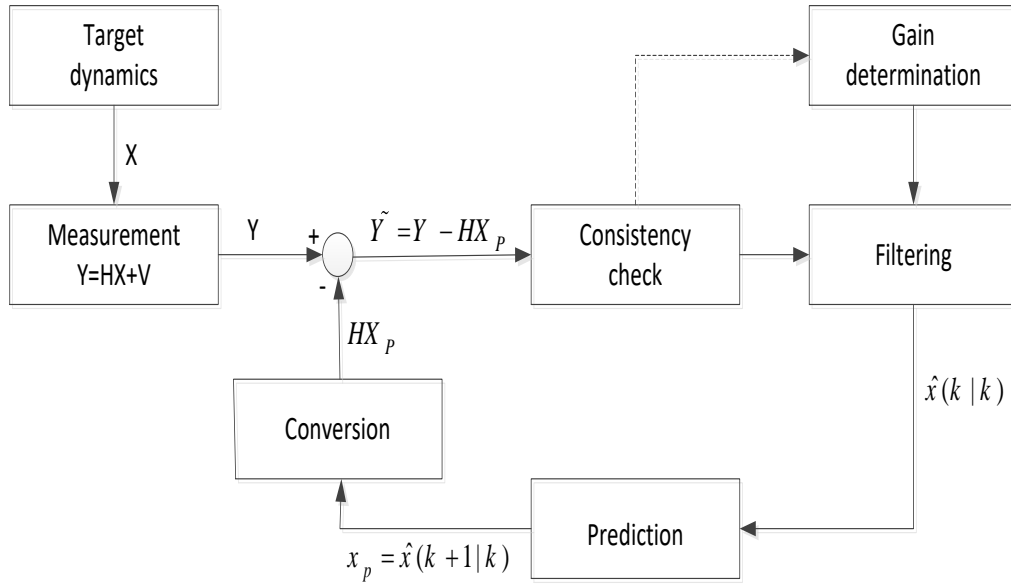 Target
dynamics
Gain
determination
X
Measurement
Y=HX+V
Y
+
-
Ỹ = Y − HX_P
Consistency
check
Filtering
HX_P
Conversion
x̂(k | k)
Prediction
x_p = x̂(k + 1 | k)